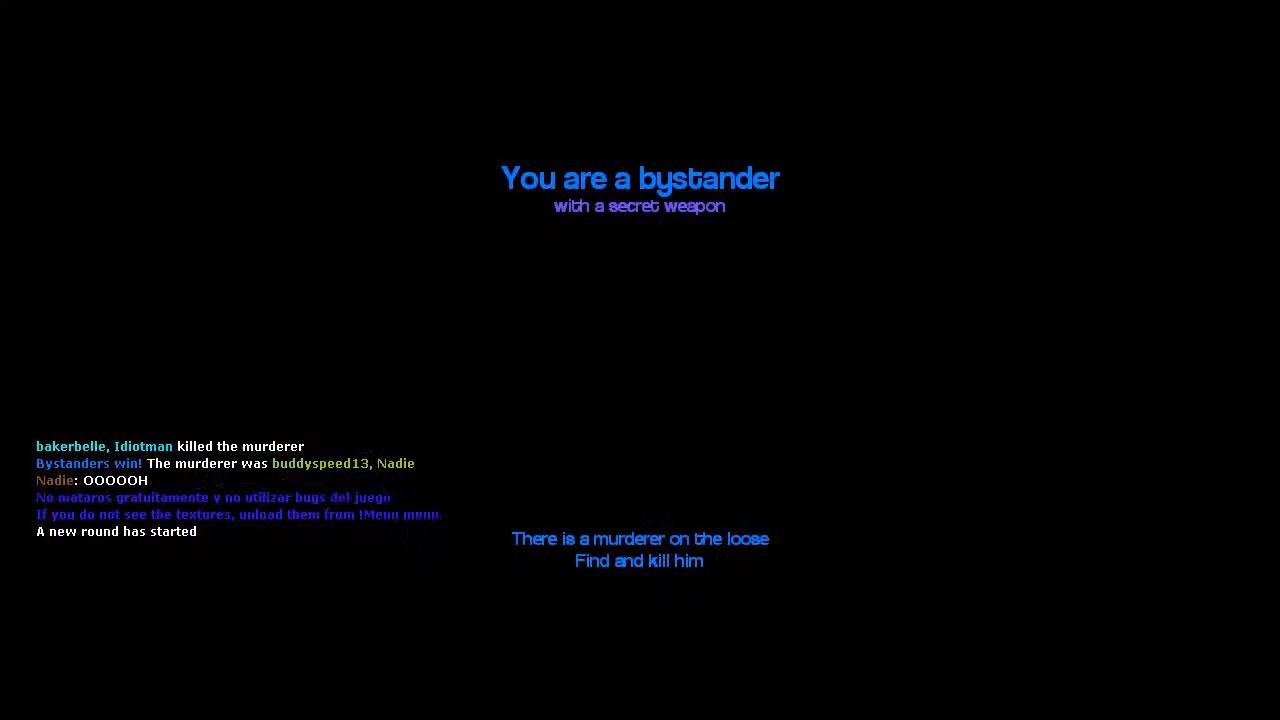 You are a bystander
with a secret weapon
bakerbelle, Idiotman killed the murderer
Bystanders win! The murderer was buddyspeed13, Nadie
Nadie: OOOOOH
No mataros gratuitamente y no utilizar bugs del juego
If you do not see the textures, unload them from !Menu mmnu.
A new round has started
There is a murderer on the loose
Find and kill him